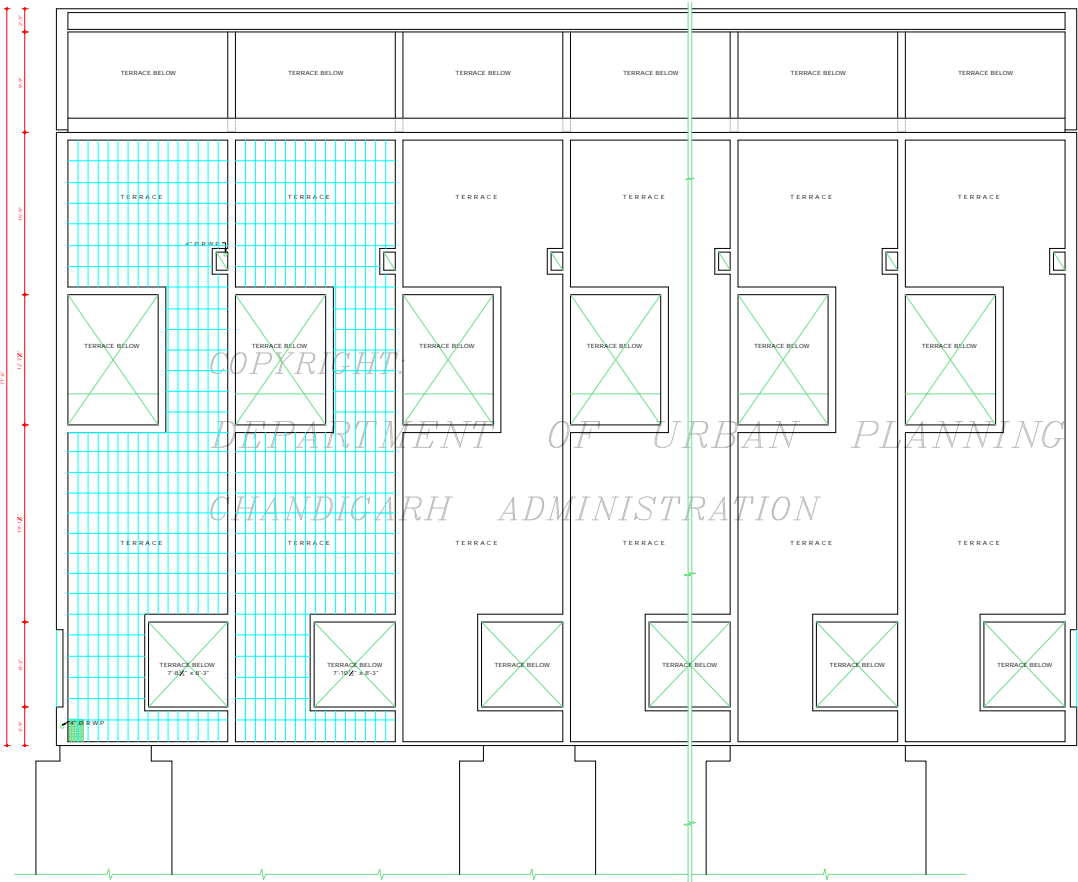 TERRACE BELOW TERRACE BELOW TERRACE BELOW TERRACE BELOW TERRACE BELOW TERRACE BELOW
TERRACE TERRACE TERRACE TERRACE TERRACE TERRACE
4" Ø R.W.P
TERRACE BELOW TERRACE BELOW TERRACE BELOW TERRACE BELOW TERRACE BELOW TERRACE BELOW
COPYRIGHT:
DEPARTMENT OF URBAN PLANNING
CHANDIGARH ADMINISTRATION
TERRACE TERRACE TERRACE TERRACE TERRACE TERRACE
TERRACE BELOW TERRACE BELOW TERRACE BELOW TERRACE BELOW TERRACE BELOW TERRACE BELOW
4" Ø R.W.P